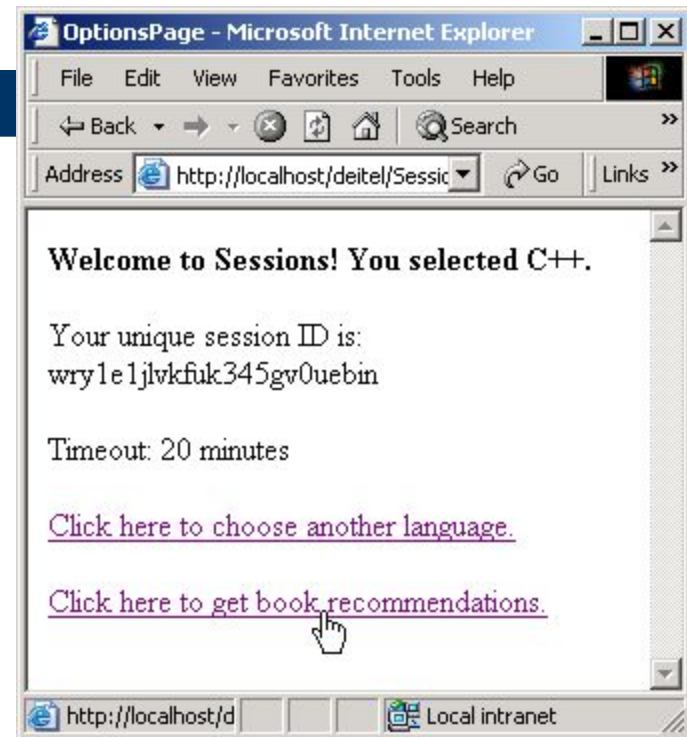 OptionsPage - Microsoft Internet Explorer
File Edit View Favorites Tools Help
Back Search »
Address http://localhost/deitel/Sessic Go Links »
Welcome to Sessions! You selected C++.
Your unique session ID is:
wry1e1jlvkfuk345gv0uebin
Timeout: 20 minutes
Click here to choose another language.
Click here to get book recommendations.
http://localhost/d Local intranet